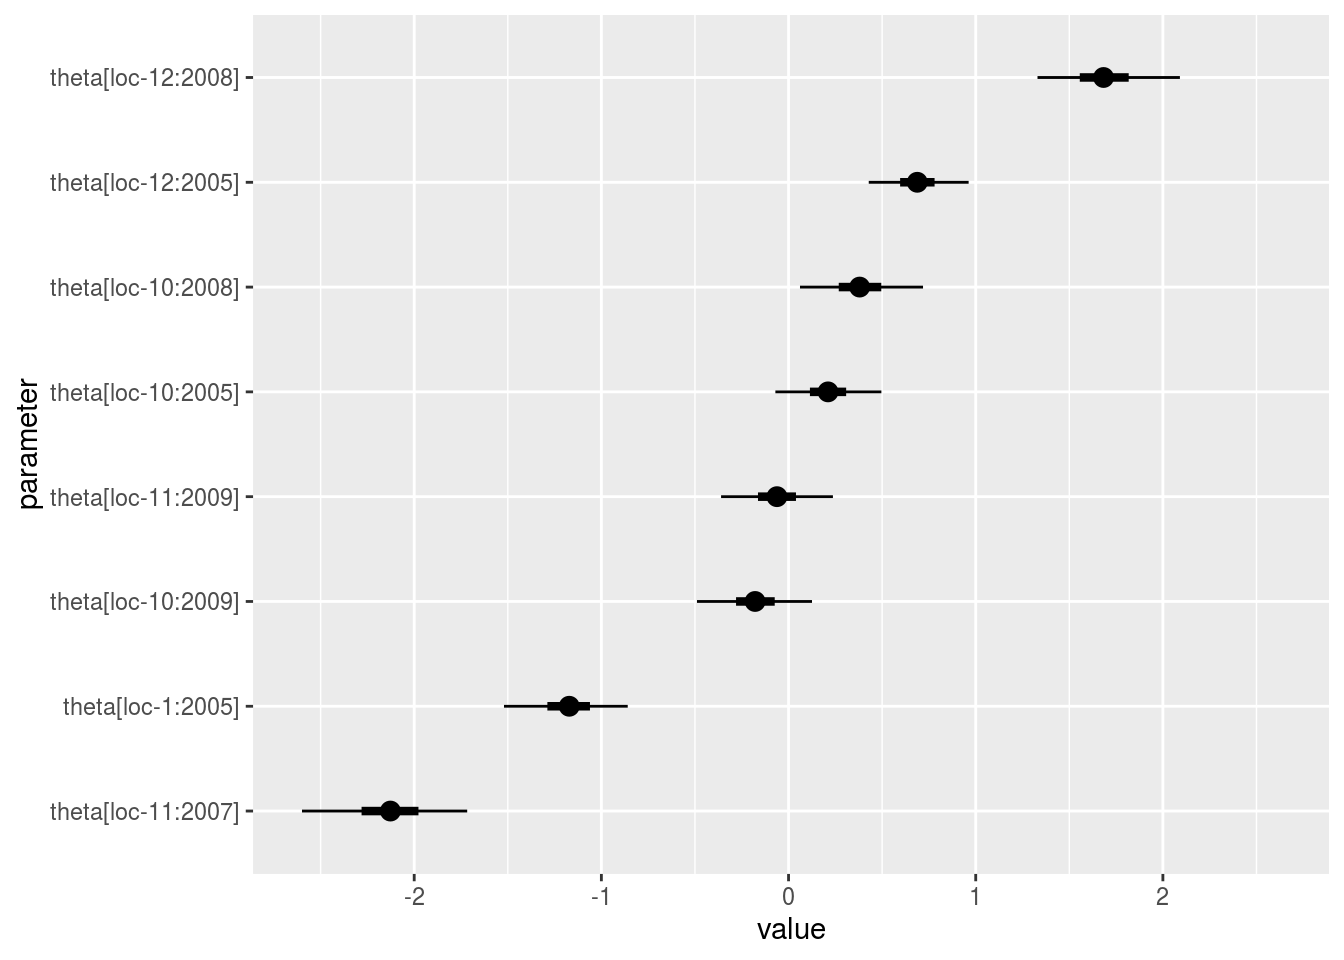 theta[loc-12:2008]
theta[loc-12:2005]
theta[loc-10:2008]
theta[loc-10:2005]
theta[loc-11:2009]
theta[loc-10:2009]
theta[loc-1:2005]
theta[loc-11:2007]
parameter
-2 -1 0 1 2
value